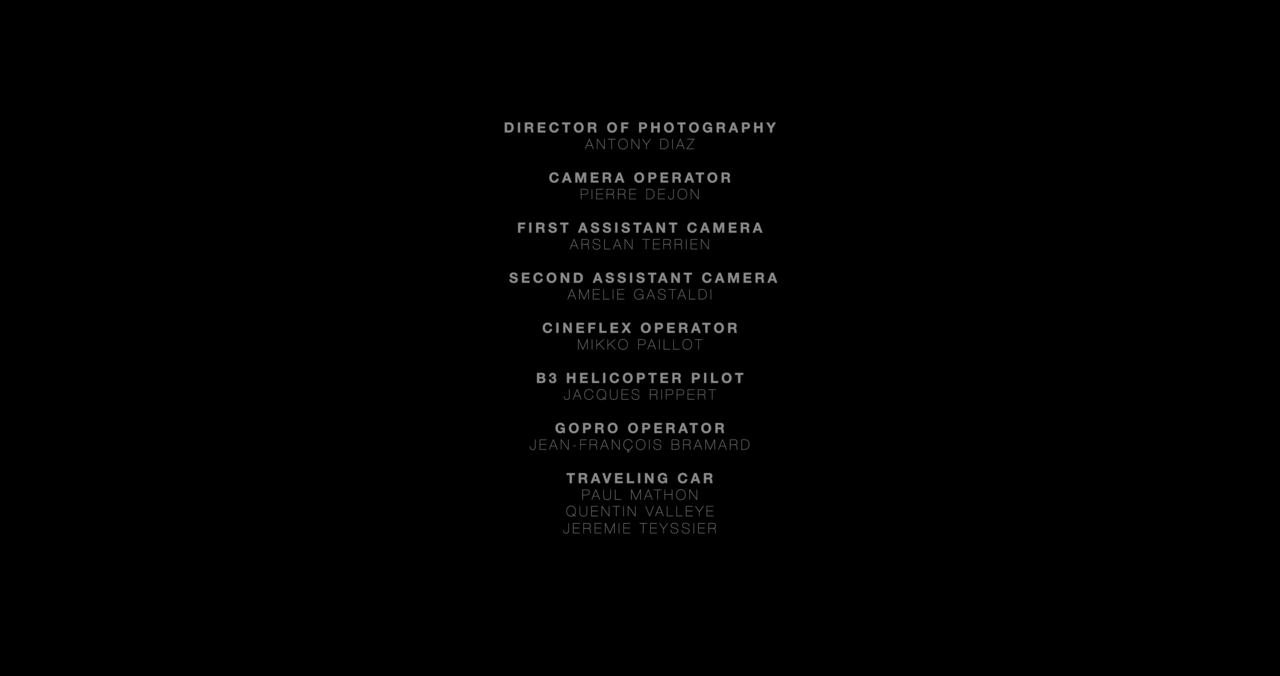 DIRECTOR OF PHOTOGRAPHY
ANTONY DIAZ
CAMERA OPERATOR
PIERRE DEJON
FIRST ASSISTANT CAMERA
ARSLAN TERRIEN
SECOND ASSISTANT CAMERA
AMELIE GASTALDI
CINEFLEX OPERATOR
MIKKO PAILLOT
B3 HELICOPTER PILOT
JACQUES RIPPERT
GOPRO OPERATOR
JEAN-FRANÇOIS BRAMARD
TRAVELING CAR
PAUL MATHON
QUENTIN VALLEYE
JEREMIE TEYSSIER